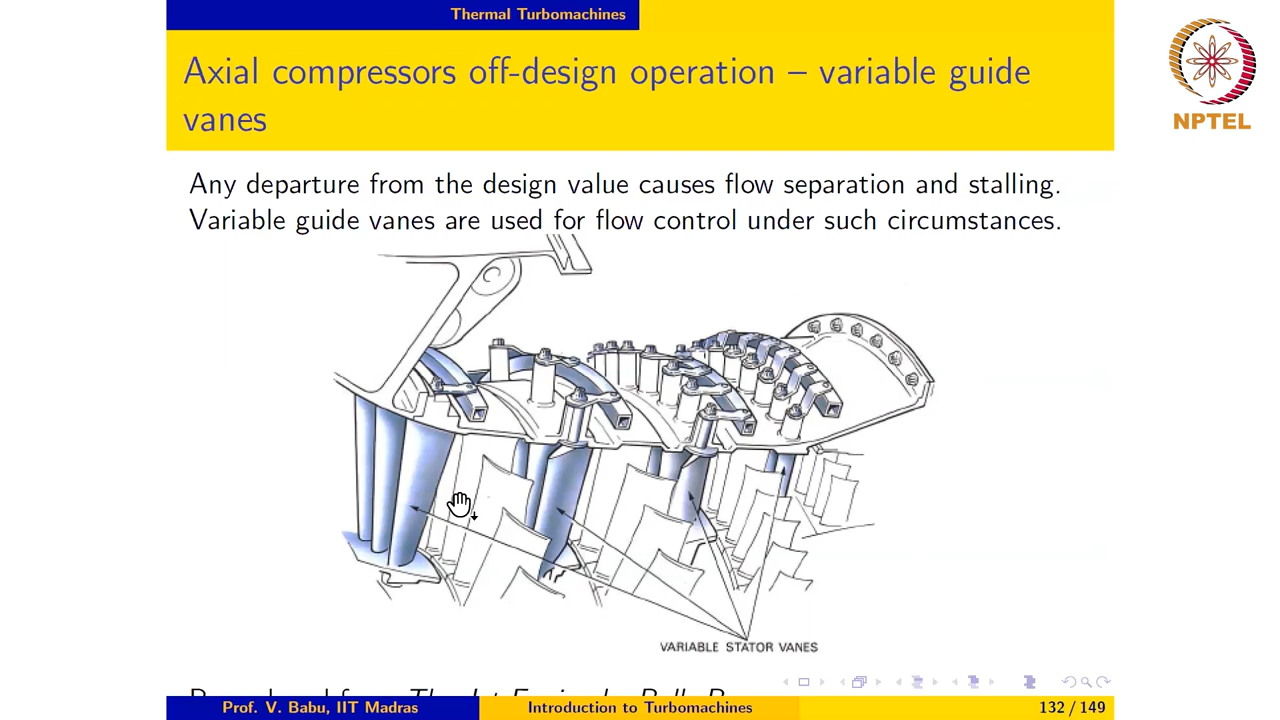 Thermal Turbomachines
Axial compressors off-design operation – variable guide
vanes
NPTEL
Any departure from the design value causes flow separation and stalling.
Variable guide vanes are used for flow control under such circumstances.
VARIABLE STATOR VANES
Prof. V. Babu, IIT Madras
Introduction to Turbomachines
132 / 149